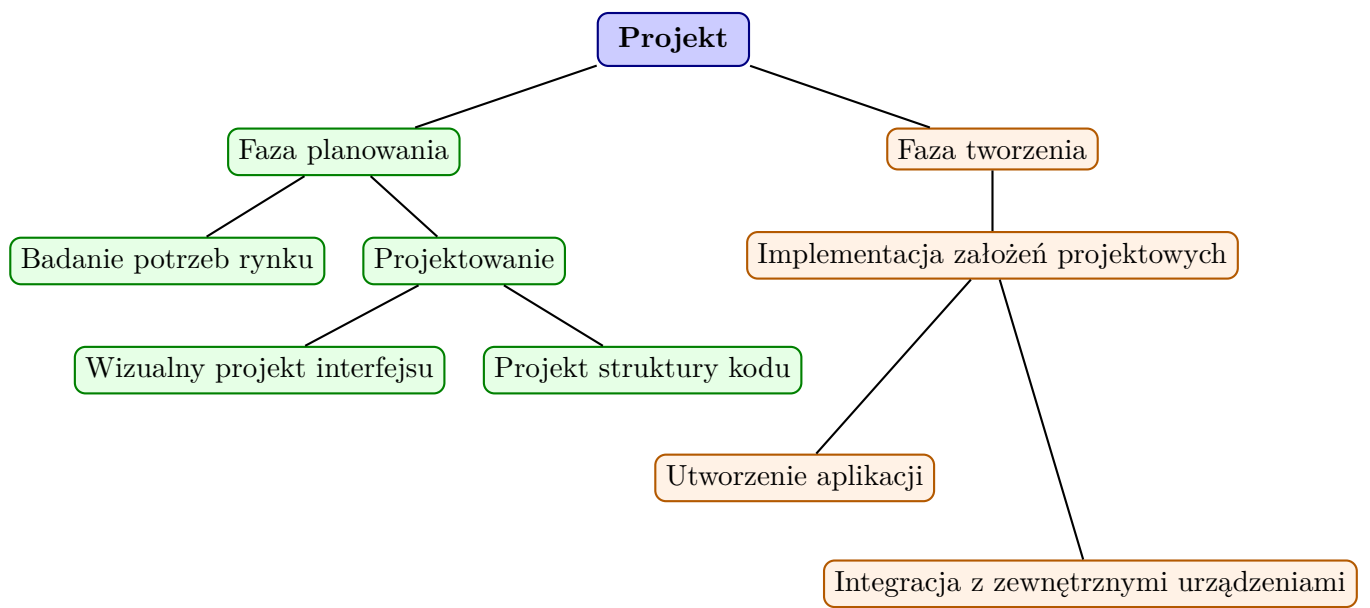 Projekt
Faza planowania
Faza tworzenia
Badanie potrzeb rynku
Projektowanie
Implementacja założeń projektowych
Wizualny projekt interfejsu
Projekt struktury kodu
Utworzenie aplikacji
Integracja z zewnętrznymi urządzeniami